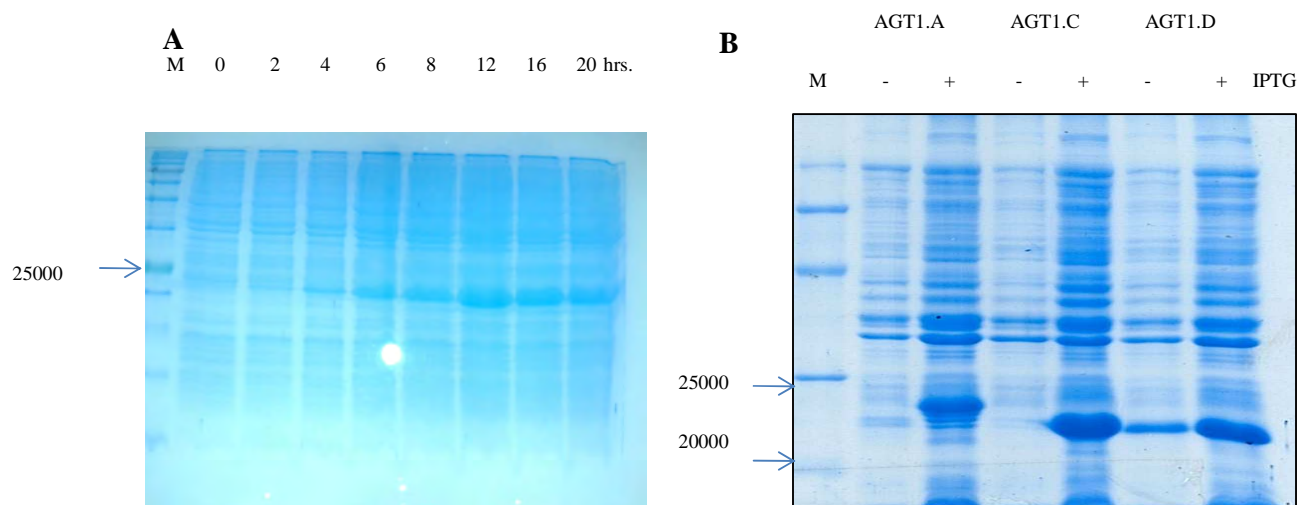 A
M 0 2 4 6 8 12 16 20 hrs.
25000
AGT1.A AGT1.C AGT1.D
B
M - + - + - + IPTG
25000
20000